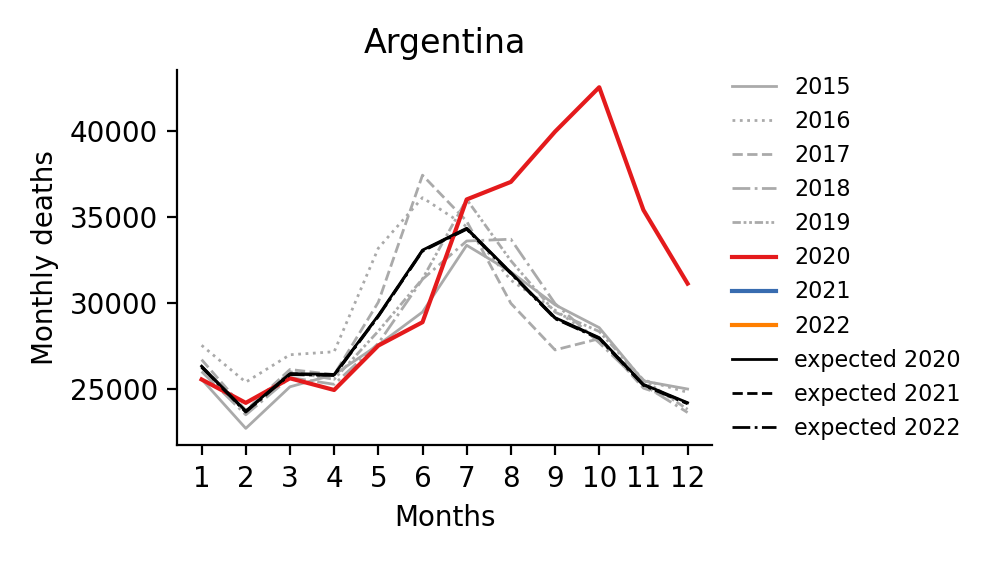 Argentina
Monthly deaths
40000
35000
30000
25000
1 2 3 4 5 6 7 8 9 10 11 12
Months
2015
2016
2017
2018
2019
2020
2021
2022
expected 2020
expected 2021
expected 2022